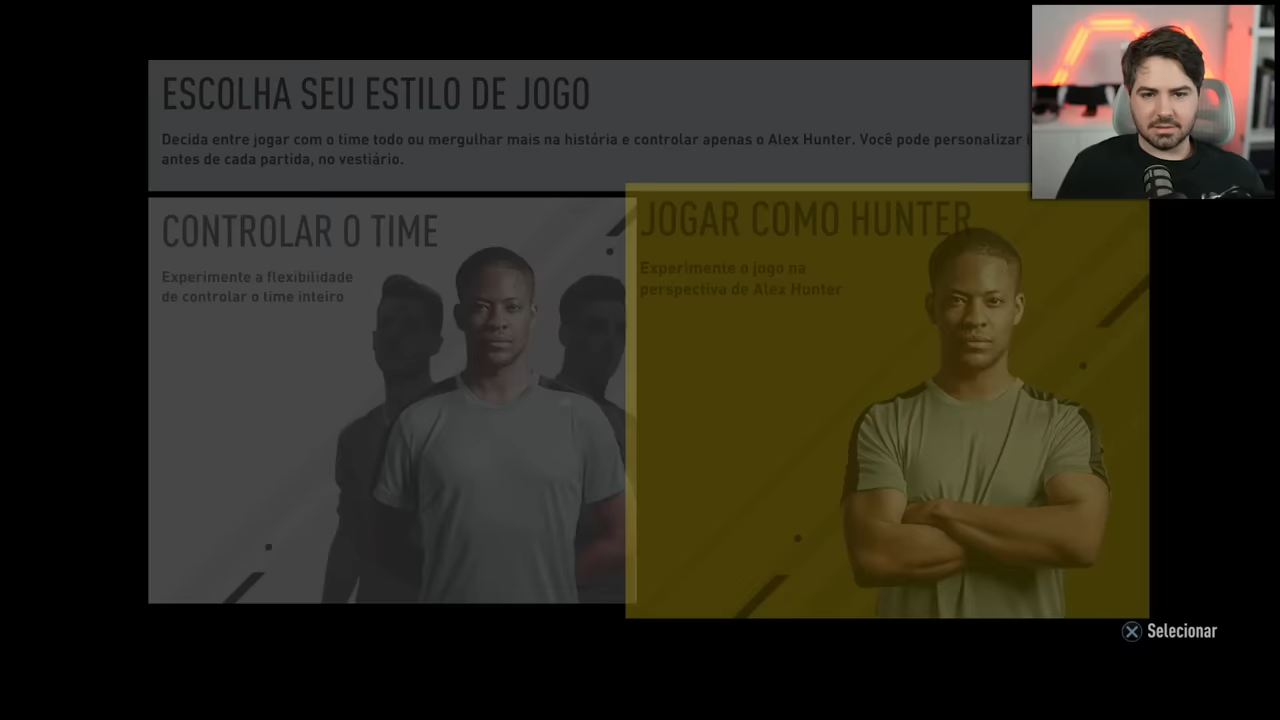 ESCOLHA SEU ESTILO DE JOGO
Decida entre jogar com o time todo ou mergulhar mais na história e controlar apenas o Alex Hunter. Você pode personalizar
antes de cada partida, no vestiário.
CONTROLAR O TIME
Experimente a flexibilidade
de controlar o time inteiro
JOGAR COMO HUNTER
Experimente o jogo na
perspectiva de Alex Hunter
Selecionar